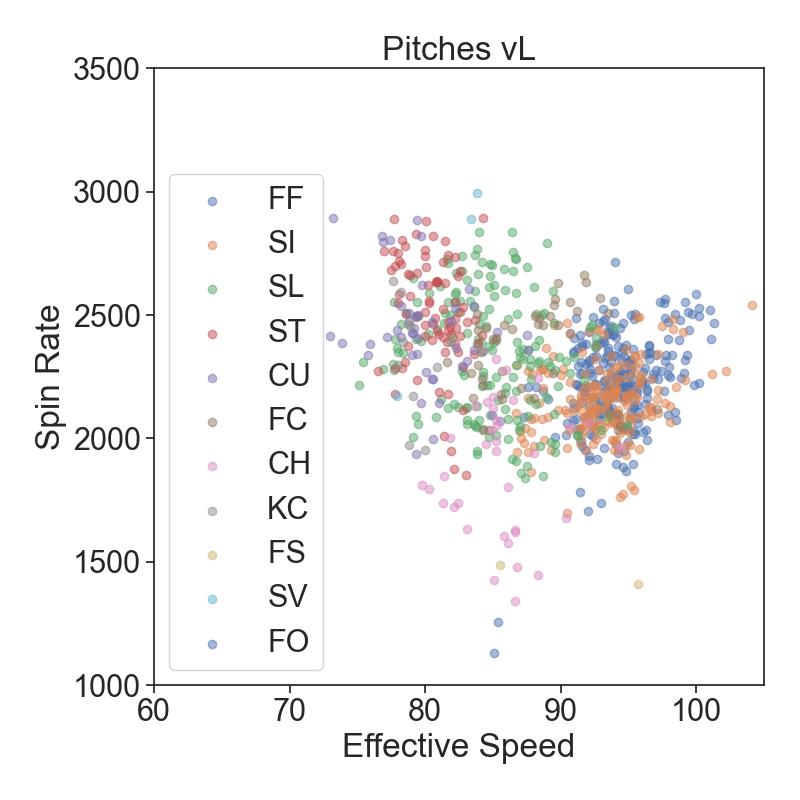 Pitches vL
3500
3000
2500
2000
1500
1000
Spin Rate
FF
SI
SL
ST
CU
FC
CH
KC
FS
SV
FO
60
70
80
90
100
Effective Speed